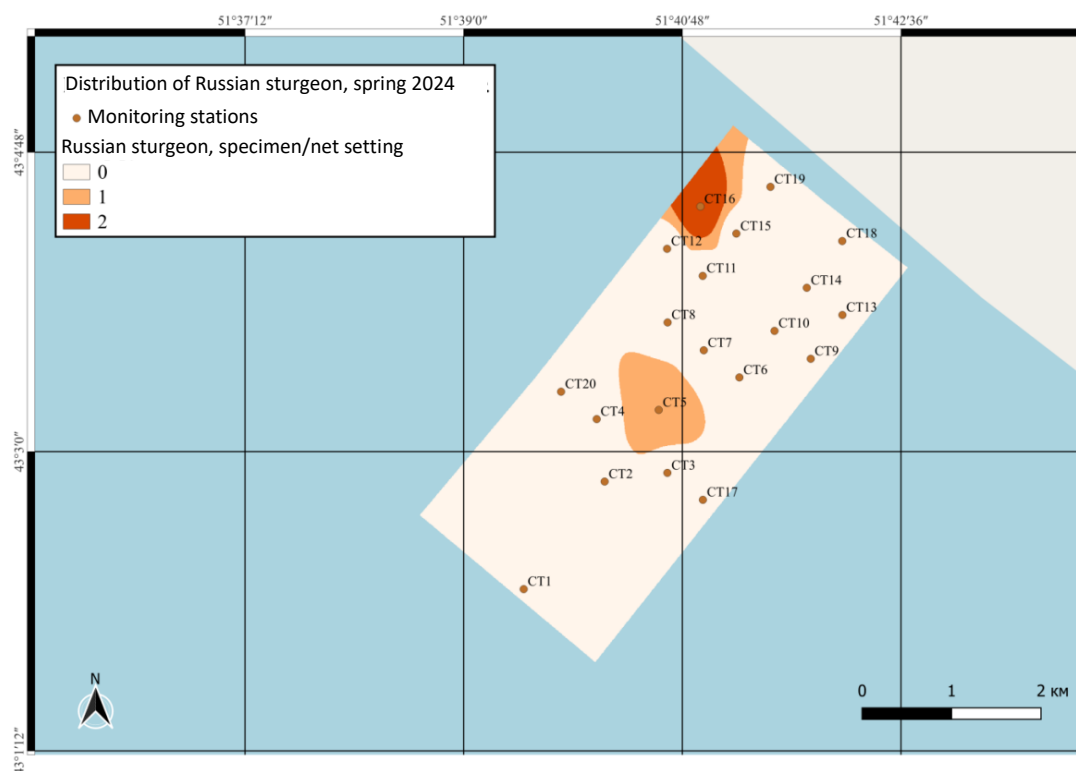 51°37'12″ 51°39'0″ 51°40'48″ 51°42'36″
Distribution of Russian sturgeon, spring 2024
Monitoring stations
Russian sturgeon, specimen/net setting
0
1
2
43°4'48″
43°3'0″
43°1'12″
CT19
CT16
CT15
CT18
CT12
CT11
CT14
CT13
CT8
CT10
CT7
CT9
CT6
CT20
CT5
CT4
CT3
CT2
CT17
CT1
N
0 1 2 км